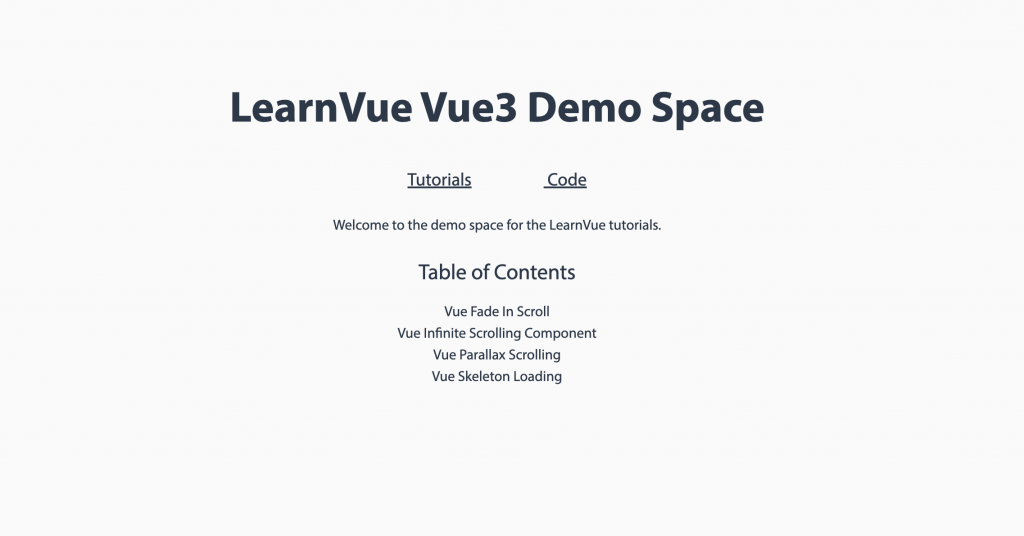 LearnVue Vue3 Demo Space
Tutorials Code
Welcome to the demo space for the LearnVue tutorials.
Table of Contents
Vue Fade In Scroll
Vue Infinite Scrolling Component
Vue Parallax Scrolling
Vue Skeleton Loading